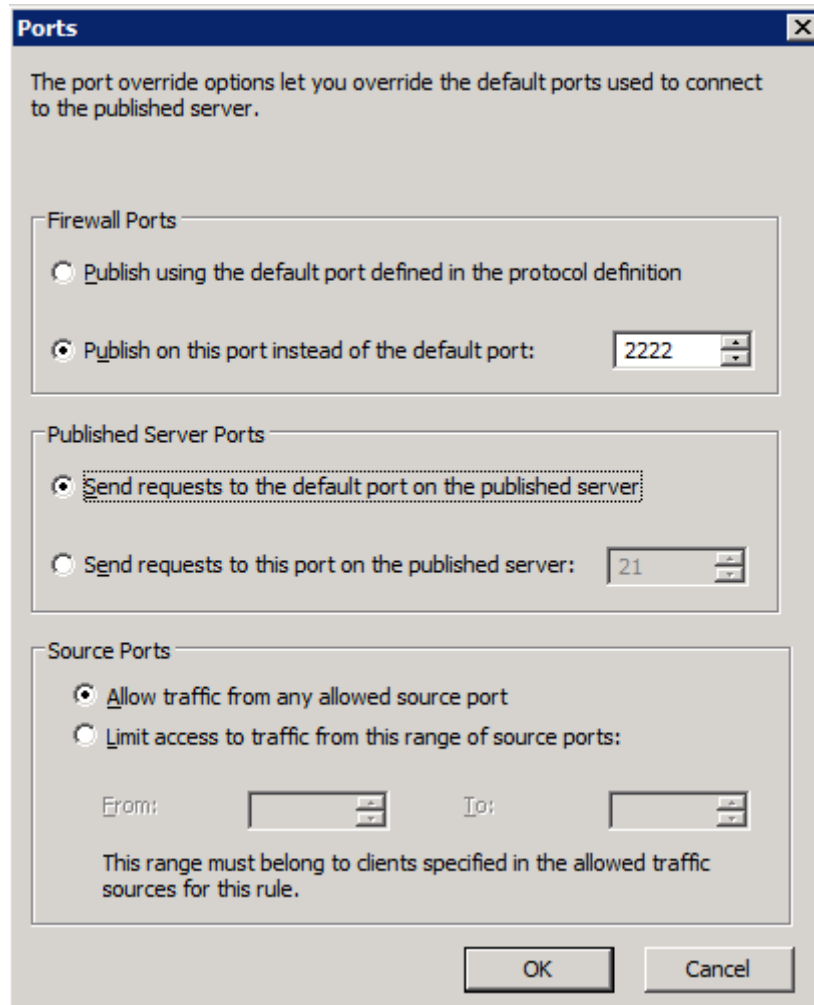 Ports
The port override options let you override the default ports used to connect
to the published server.
Firewall Ports
Publish using the default port defined in the protocol definition
Publish on this port instead of the default port: 2222
Published Server Ports
Send requests to the default port on the published server
Send requests to this port on the published server: 21
Source Ports
Allow traffic from any allowed source port
Limit access to traffic from this range of source ports:
From: To:
This range must belong to clients specified in the allowed traffic
sources for this rule.
OK Cancel